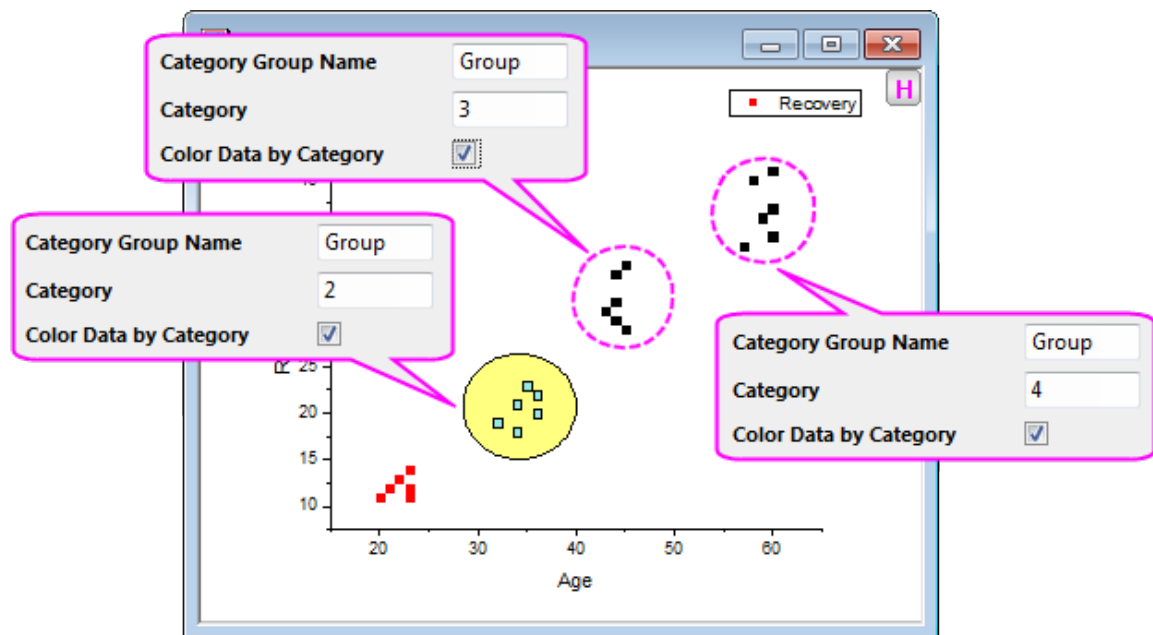 Category Group Name Group
Category 3
Color Data by Category
H
Recovery
Category Group Name Group
Category 2
Color Data by Category
Category Group Name Group
Category 4
Color Data by Category
25
20
15
10
20 30 40 50 60
Age